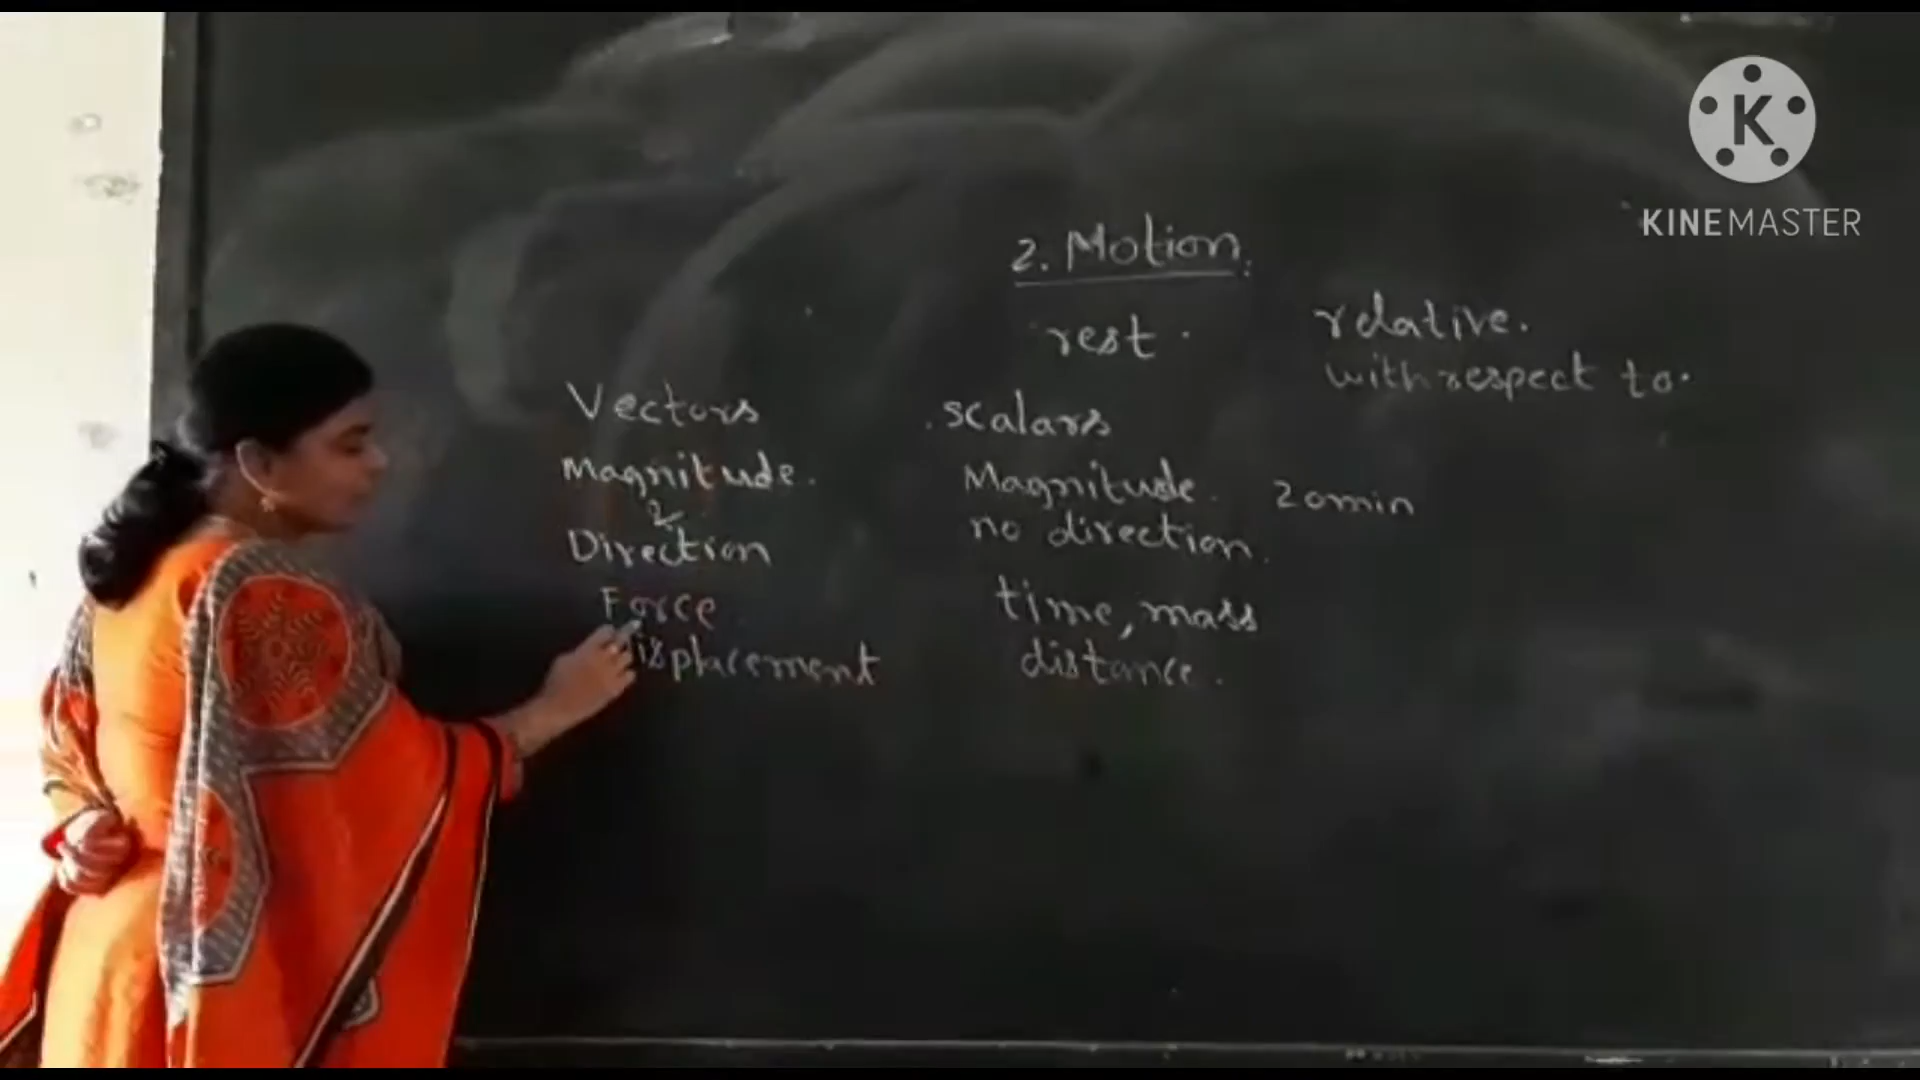 K
KINEMASTER
2. Motion.
rest.
relative.
with respect to.
Vectors
Magnitude.
&
Direction
Force
displacement
scalars
Magnitude. 20min
no direction.
time, mass
distance.